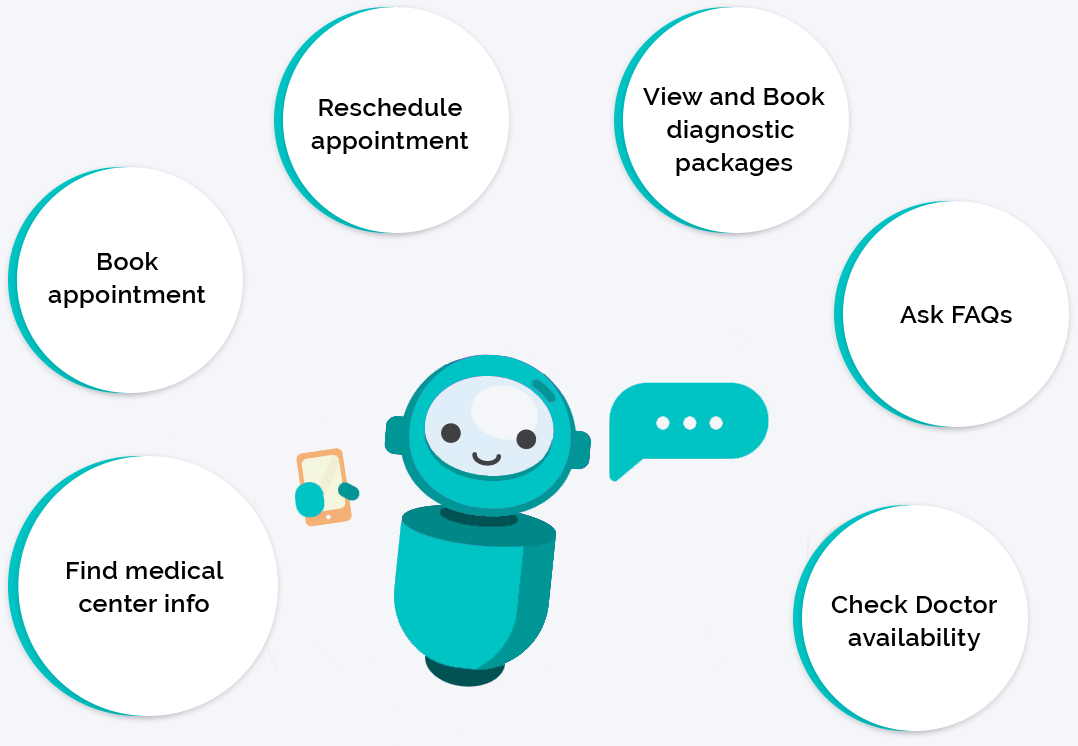 Reschedule
appointment
View and Book
diagnostic
packages
Book
appointment
Ask FAQs
Find medical
center info
Check Doctor
availability